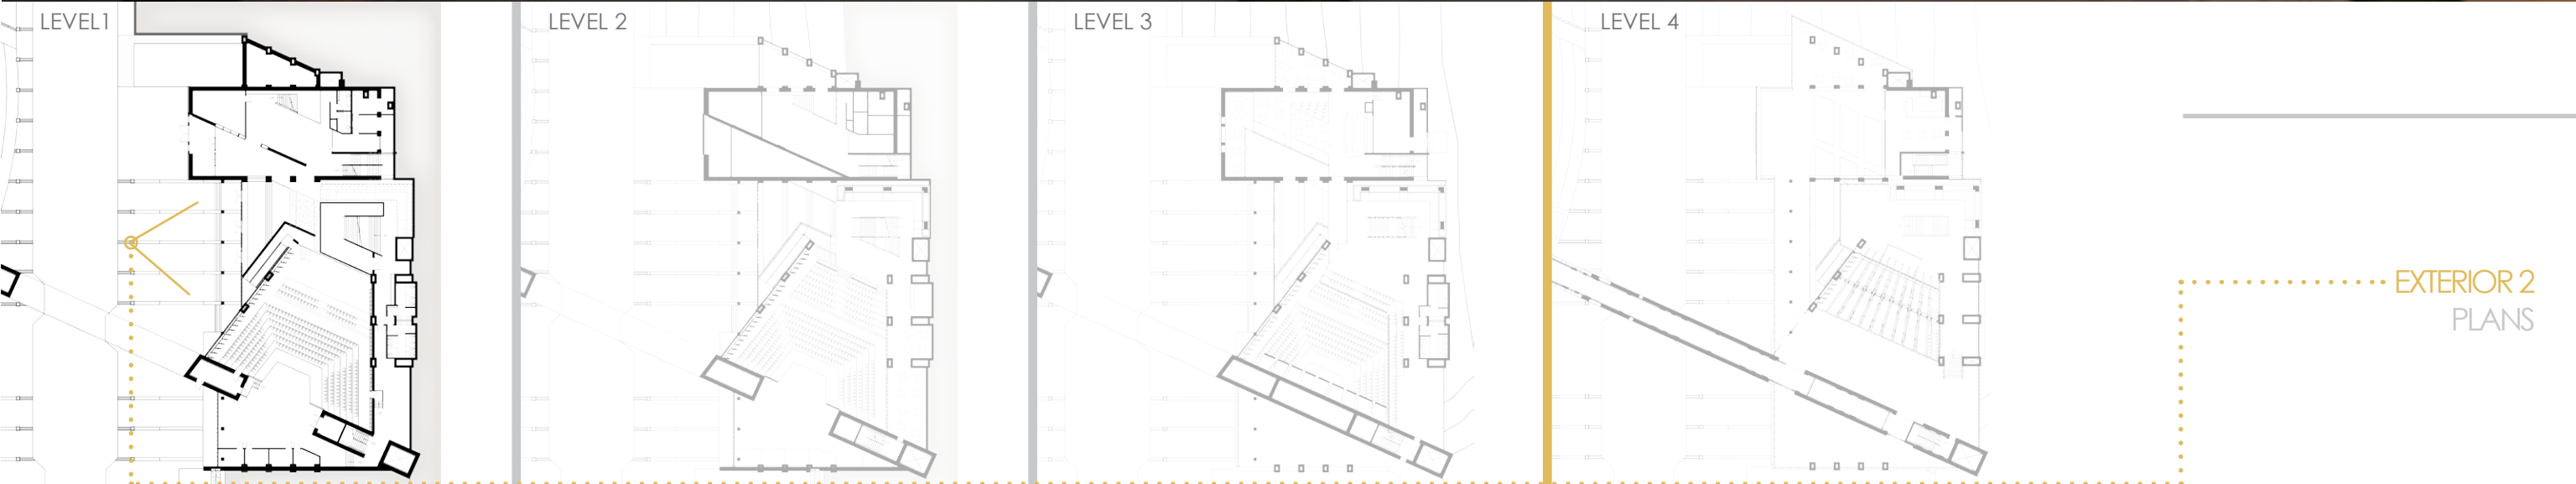 LEVEL1
LEVEL 2
LEVEL 3
LEVEL 4
EXTERIOR 2
PLANS